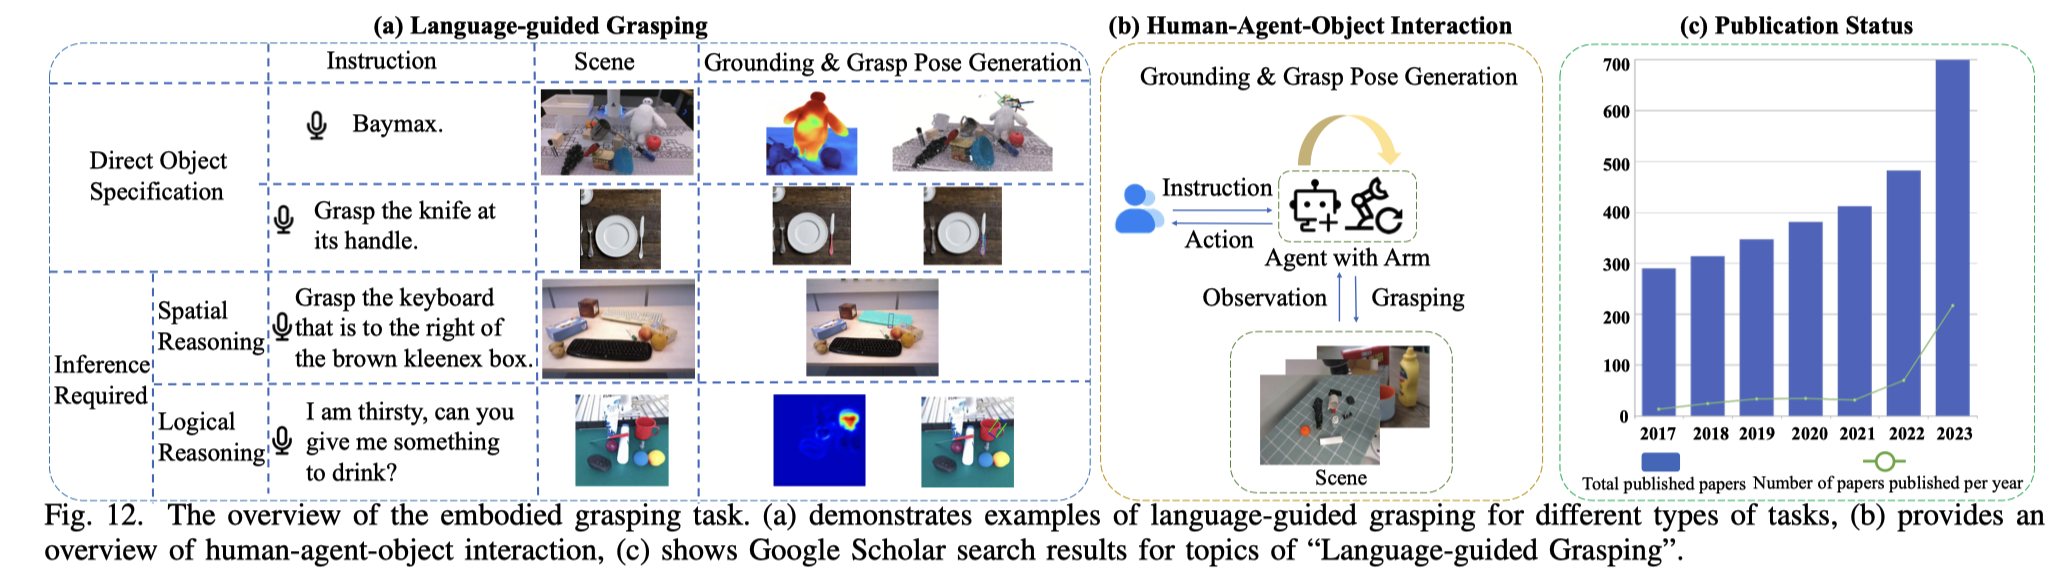 (a) Language-guided Grasping
Instruction
Scene
Grounding & Grasp Pose Generation
Direct Object
Specification
Baymax.
Grasp the knife at
its handle.
Inference
Required
Spatial
Reasoning
Grasp the keyboard
that is to the right of
the brown kleenex box.
Logical
Reasoning
I am thirsty, can you
give me something
to drink?
(b) Human-Agent-Object Interaction
Grounding & Grasp Pose Generation
Instruction
Action
Agent with Arm
Observation
Grasping
Scene
(c) Publication Status
700
600
500
400
300
200
100
0
2017 2018 2019 2020 2021 2022 2023
Total published papers
Number of papers published per year
Fig. 12. The overview of the embodied grasping task. (a) demonstrates examples of language-guided grasping for different types of tasks, (b) provides an
overview of human-agent-object interaction, (c) shows Google Scholar search results for topics of “Language-guided Grasping”.